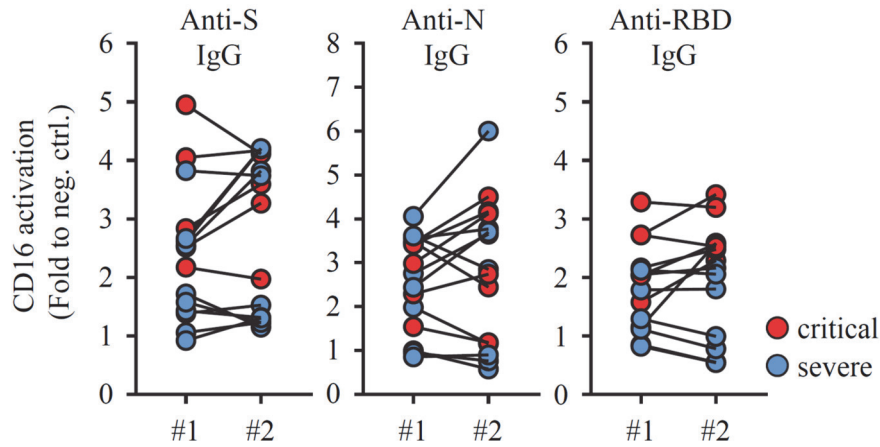 Anti-S
IgG
Anti-N
IgG
Anti-RBD
IgG
CD16 activation
(Fold to neg. ctrl.)
6
5
4
3
2
1
0
#1 #2
8
7
6
5
4
3
2
1
0
#1 #2
6
5
4
3
2
1
0
#1 #2
critical
severe